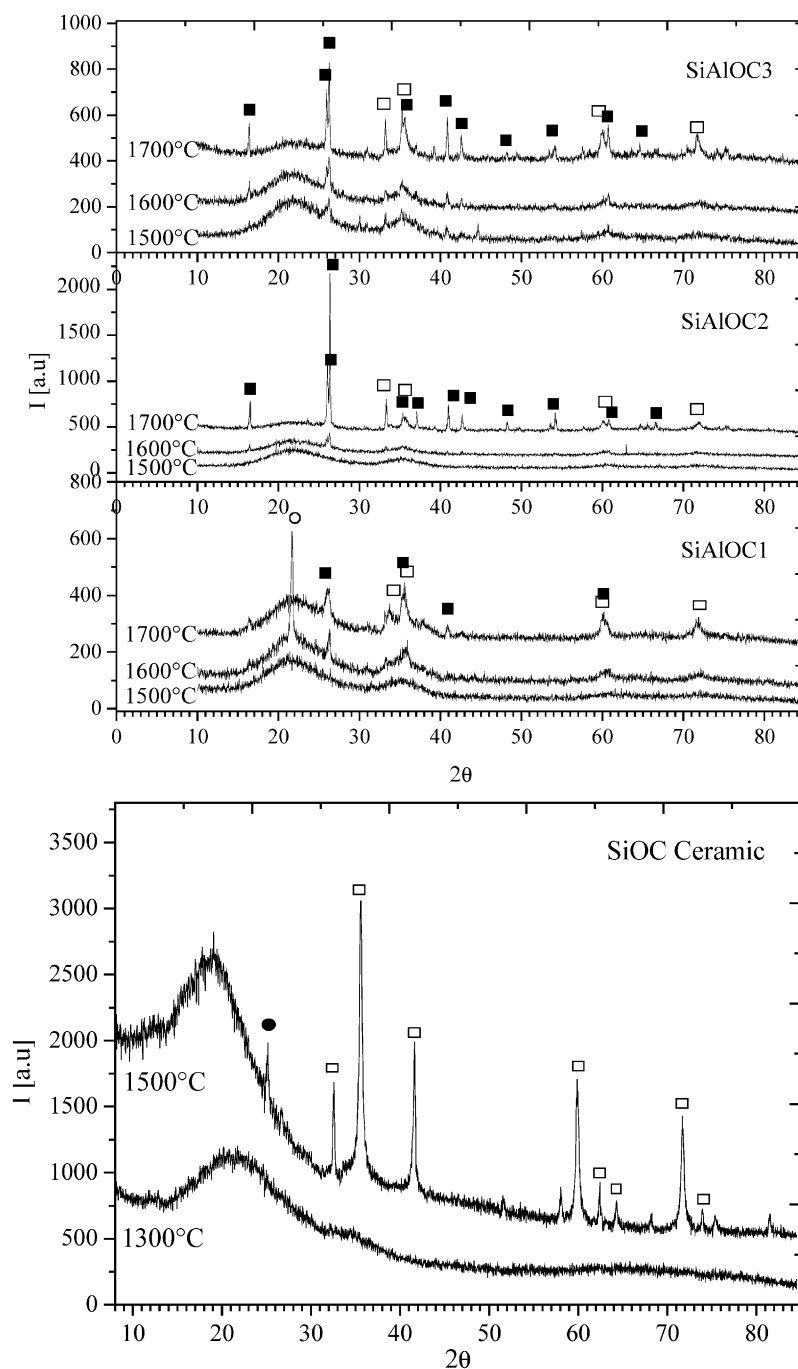 1000
800
600
400
200
0
SiAlOC3
1700°C
1600°C
1500°C
0 10 20 30 40 50 60 70 80
2000
1500
1000
500
0
SiAlOC2
1700°C
1600°C
1500°C
I [a.u]
0 10 20 30 40 50 60 70 80
800
600
400
200
0
SiAlOC1
1700°C
1600°C
1500°C
0 10 20 30 40 50 60 70 80
2θ
3500
3000
2500
2000
1500
1000
500
0
SiOC Ceramic
I [a.u]
1500°C
1300°C
10 20 30 40 50 60 70 80
2θ